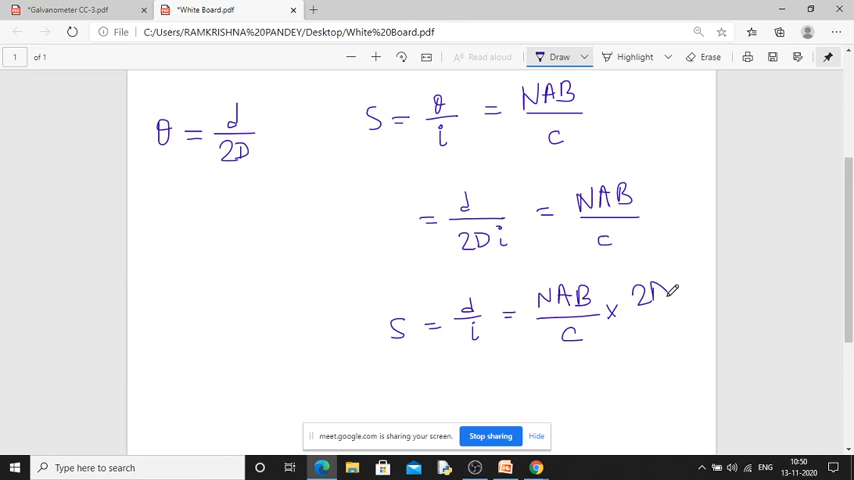 *Galvanometer CC-3.pdf
*White Board.pdf
File C:/Users/RAMKRISHNA%20PANDEY/Desktop/White%20Board.pdf
1 of 1 Read aloud Draw Highlight Erase
θ = d/2D
S = θ/i = NAB/c
= d/2Di = NAB/c
S = d/i = NAB/c × 2D
meet.google.com is sharing your screen. Stop sharing Hide
Type here to search
ENG
10:50
13-11-2020